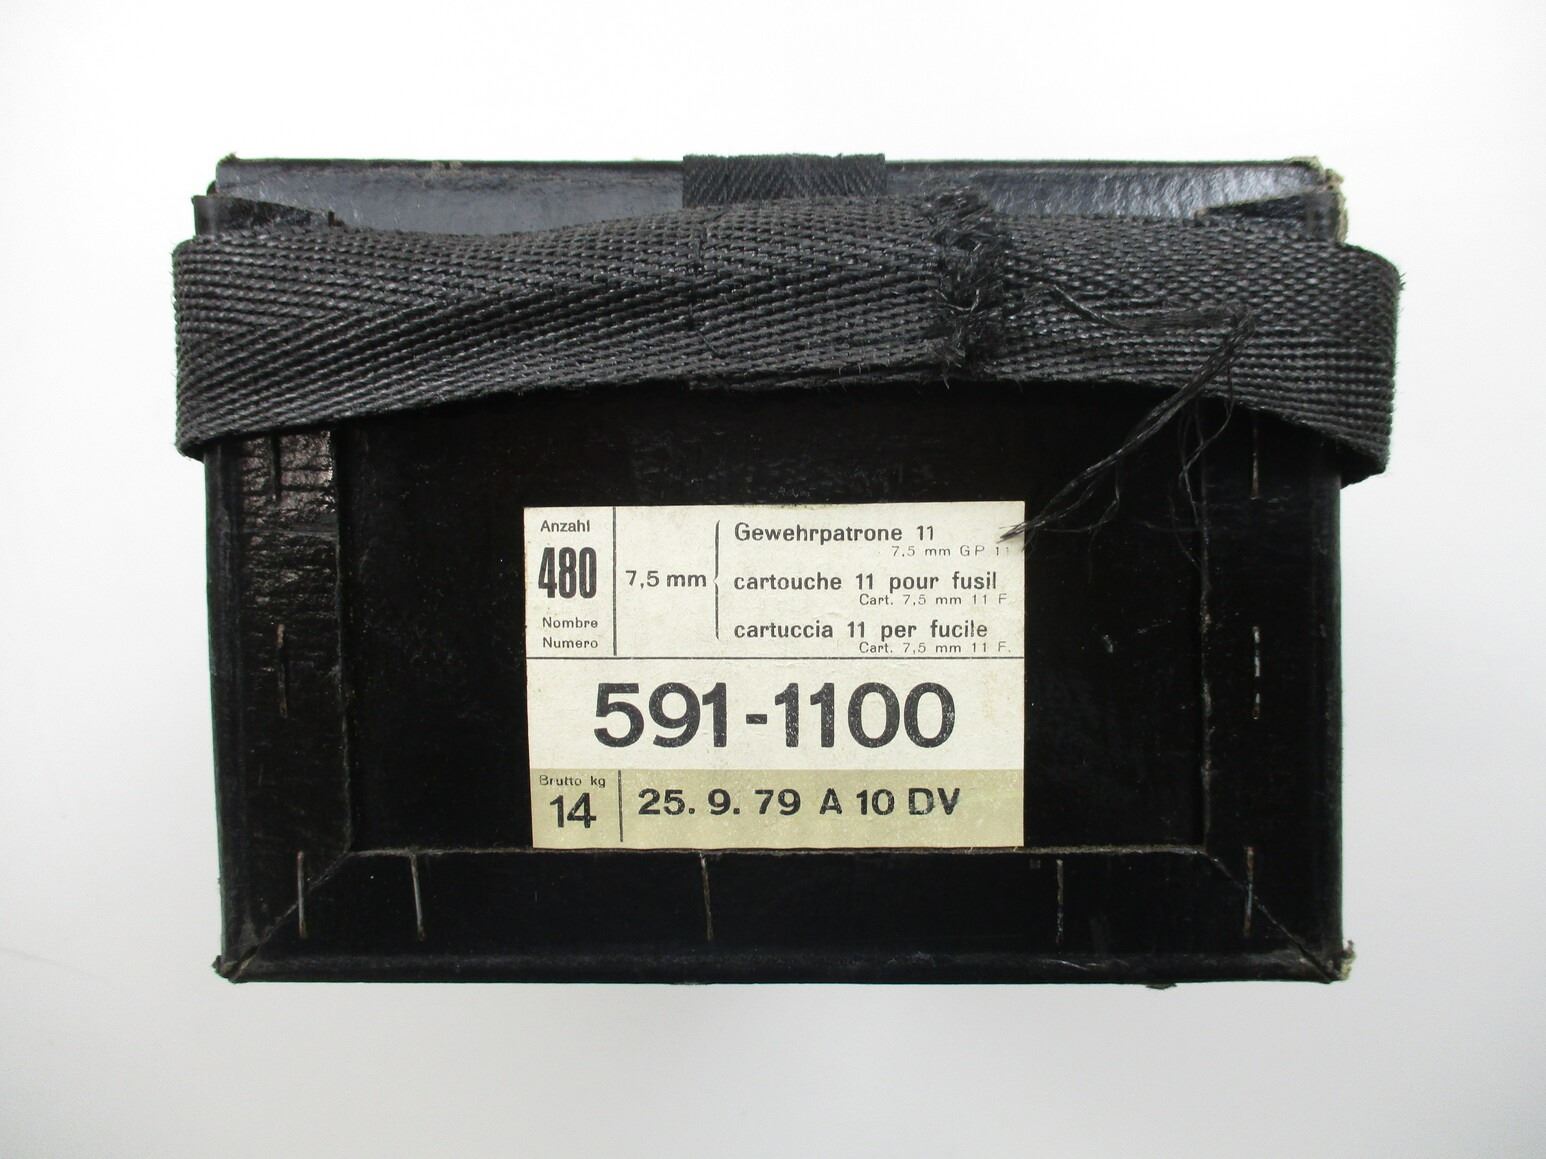 Anzahl
480
Nombre
Numero
7,5 mm
Gewehrpatrone 11
7,5 mm GP 11
cartouche 11 pour fusil
Cart. 7,5 mm 11 F
cartuccia 11 per fucile
Cart. 7,5 mm 11 F.
591-1100
Brutto kg
14
25. 9. 79 A 10 DV